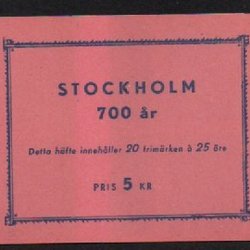 STOCKHOLM
700 år
Detta häfte innehåller 20 frimärken à 25 öre
PRIS 5 KR